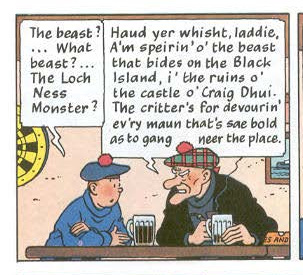 The beast?
... What
beast?...
The Loch
Ness
Monster?
Haud yer whisht, laddie,
A'm speirin' o' the beast
that bides on the Black
Island, i' the ruins o'
the castle o' Craig Dhui.
The critter's for devourin'
ev'ry maun that's sae bold
as to gang neer the place.
S AND